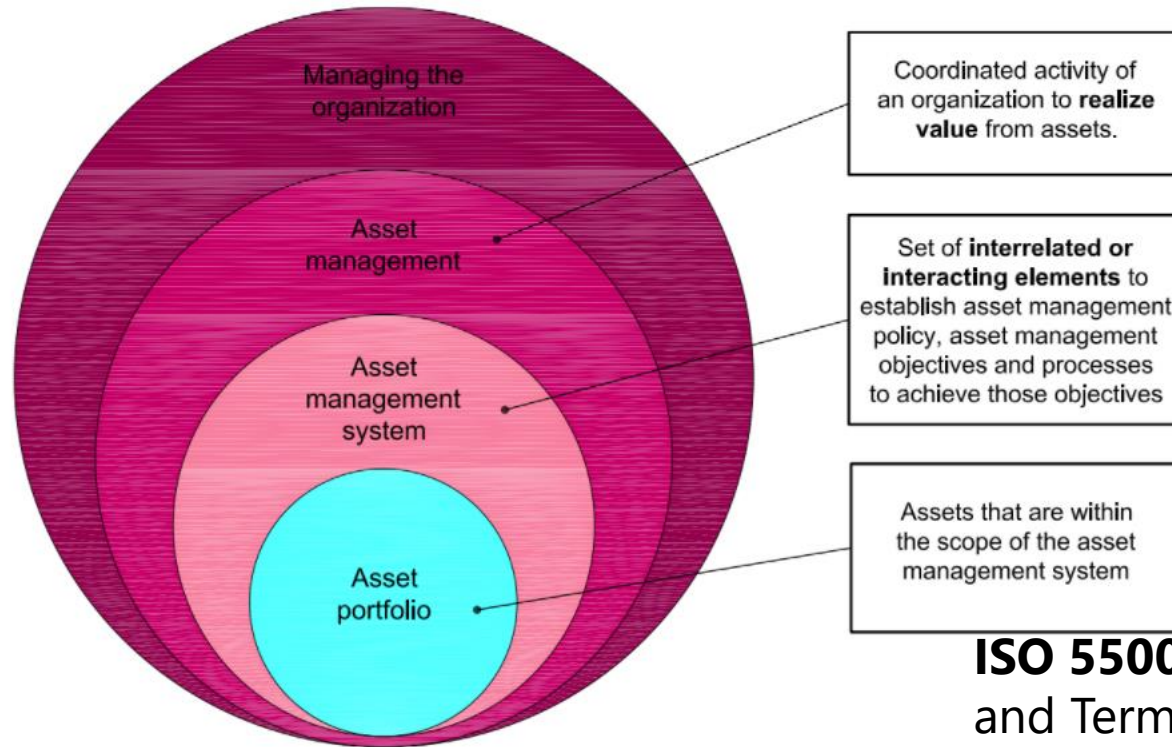 Managing the
organization
Asset
management
Asset
management
system
Asset
portfolio
Coordinated activity of
an organization to realize
value from assets.
Set of interrelated or
interacting elements to
establish asset management
policy, asset management
objectives and processes
to achieve those objectives
Assets that are within
the scope of the asset
management system
ISO
and